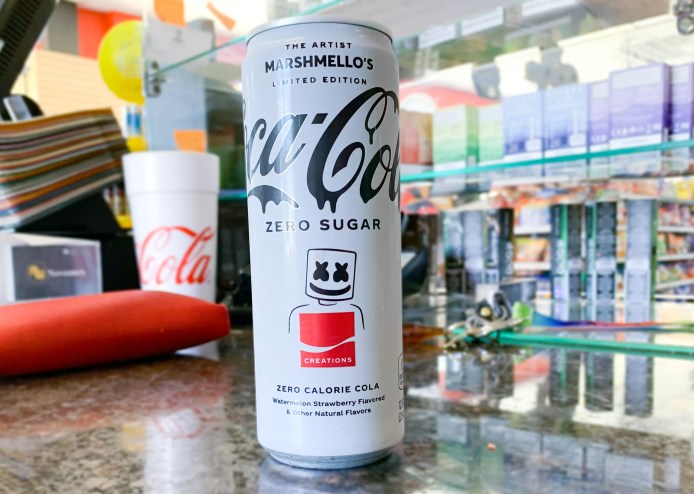 THE ARTIST
MARSHMELLO'S
LIMITED EDITION
Coca-Cola
ZERO SUGAR
CREATIONS
ZERO CALORIE COLA
Watermelon Strawberry Flavored
& Other Natural Flavors
Cola